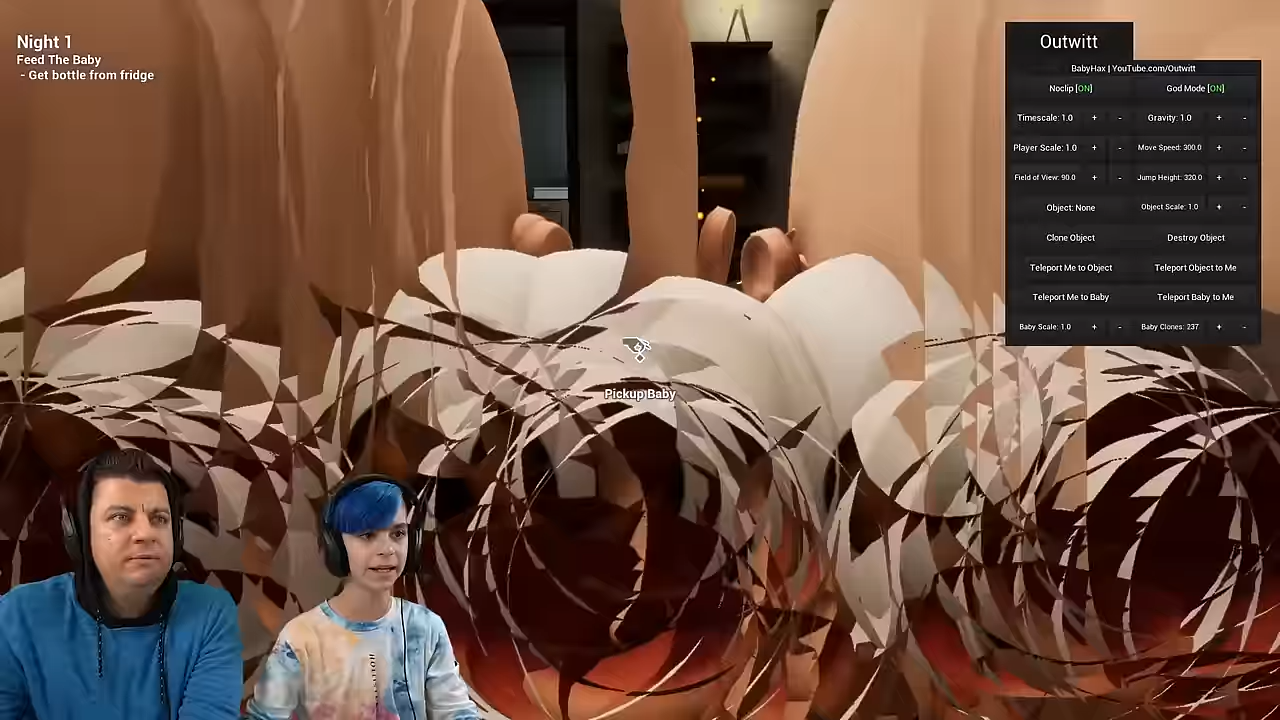 Night 1
Feed The Baby
- Get bottle from fridge
Pickup Baby
Outwitt
BabyHax | YouTube.com/Outwitt
Noclip [ON] God Mode [ON]
Timescale: 1.0 + - Gravity: 1.0 + -
Player Scale: 1.0 + - Move Speed: 300.0 + -
Field of View: 90.0 + - Jump Height: 320.0 + -
Object: None Object Scale: 1.0 + -
Clone Object Destroy Object
Teleport Me to Object Teleport Object to Me
Teleport Me to Baby Teleport Baby to Me
Baby Scale: 1.0 + - Baby Clones: 237 + -